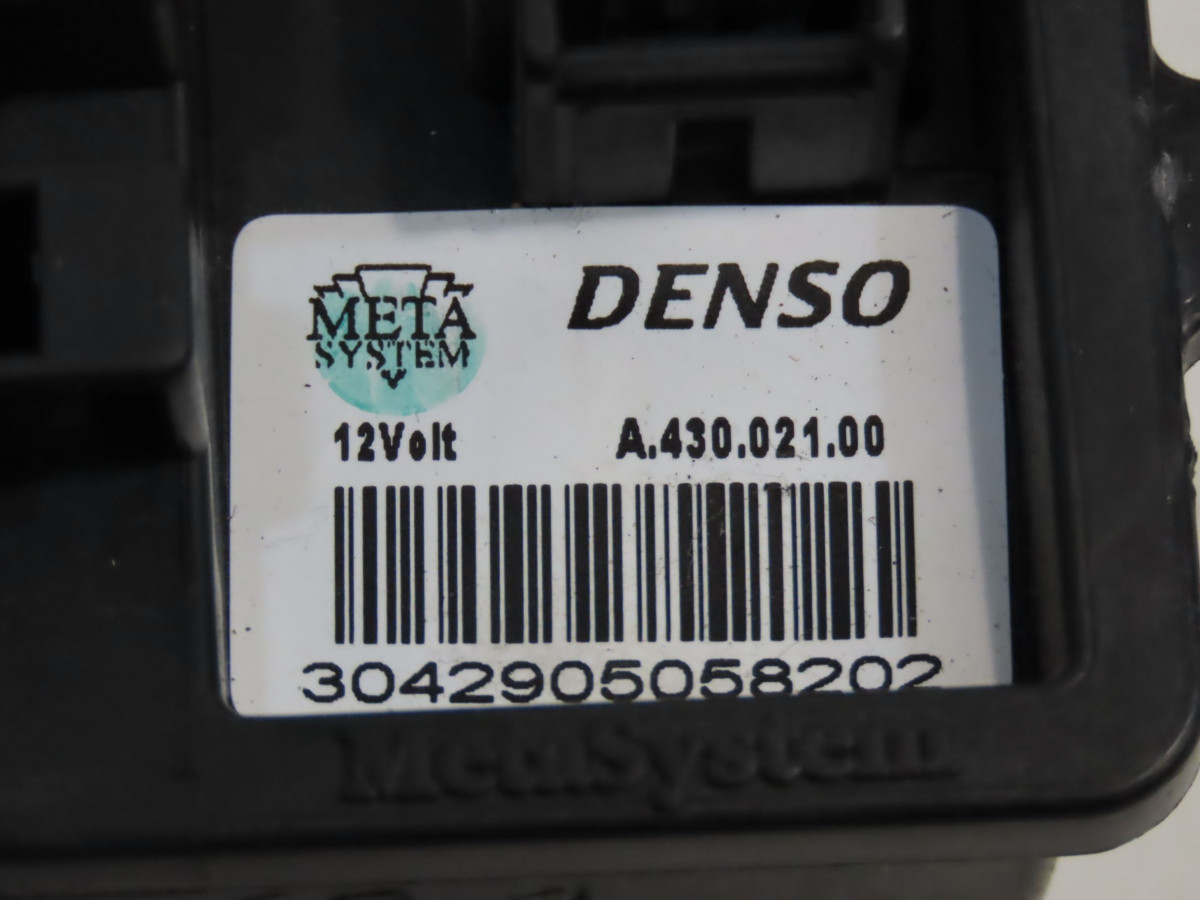 META
SYSTEM
DENSO
12Volt
A.430.021.00
3042905058202
MetaSystem